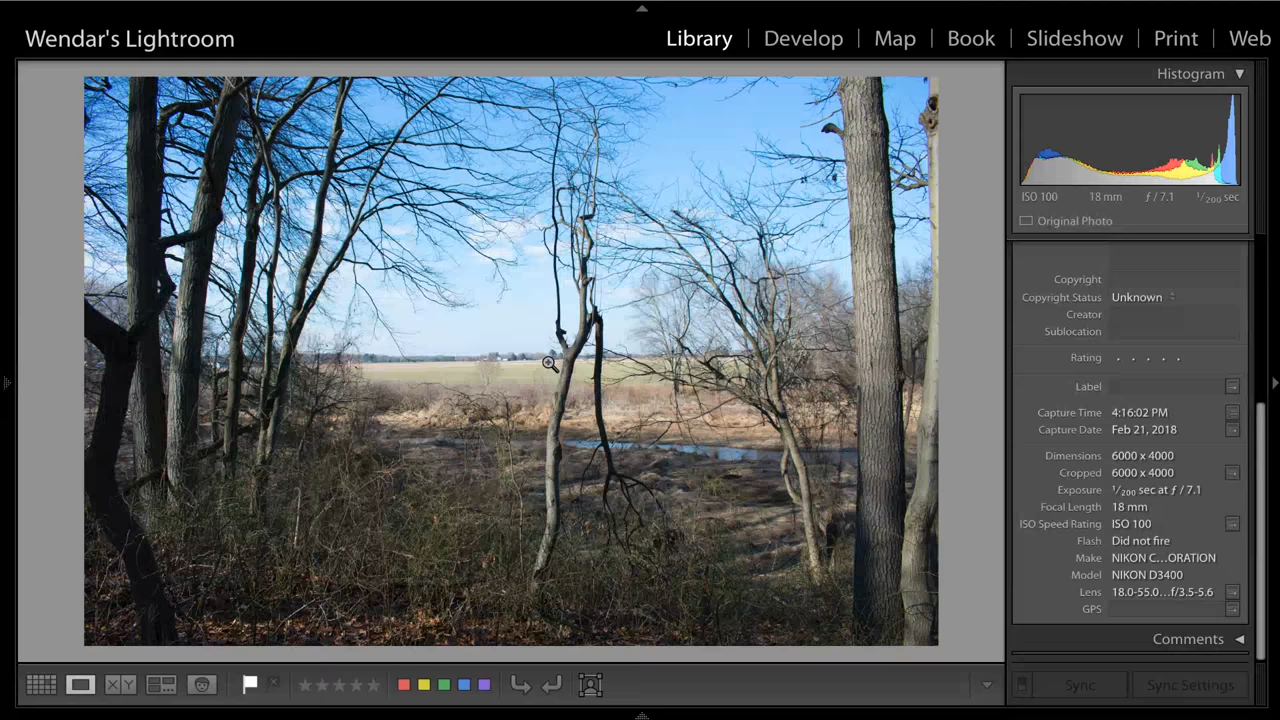 Wendar's Lightroom
Library | Develop | Map | Book | Slideshow | Print | Web
Histogram
ISO 100 18 mm ƒ / 7.1 1/200 sec
Original Photo
Copyright
Copyright Status Unknown
Creator
Sublocation
Rating . . . . .
Label
Capture Time 4:16:02 PM
Capture Date Feb 21, 2018
Dimensions 6000 x 4000
Cropped 6000 x 4000
Exposure 1/200 sec at ƒ / 7.1
Focal Length 18 mm
ISO Speed Rating ISO 100
Flash Did not fire
Make NIKON C...ORATION
Model NIKON D3400
Lens 18.0-55.0...f/3.5-5.6
GPS
Comments
X Y
Sync Sync Settings